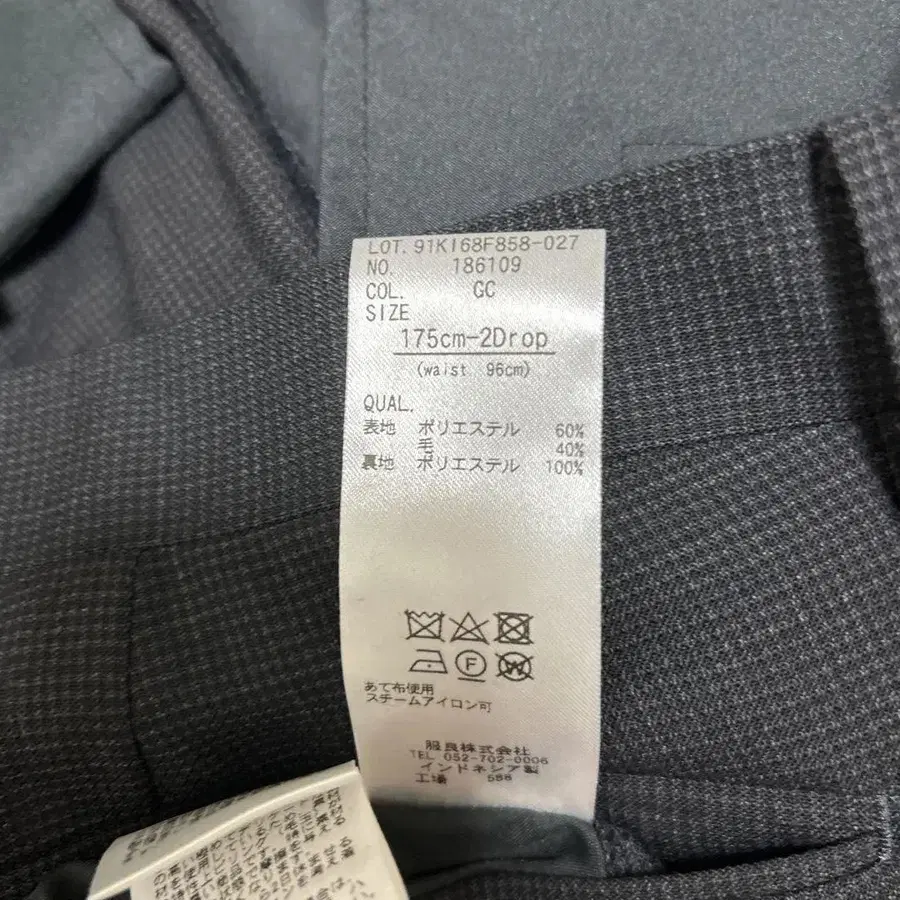 LOT. 91KI68F858-027
NO. 186109
COL. GC
SIZE
175cm-2Drop
(waist 96cm)
QUAL.
表地 ポリエステル 60%
毛 40%
裏地 ポリエステル 100%
F
W
あて布使用
スチームアイロン可
服良株式会社
TEL 052-702-0006
インドネシア製
工場 588